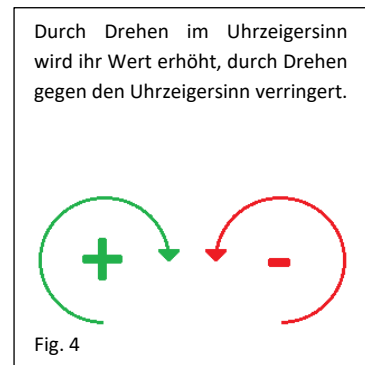 Durch Drehen im Uhrzeigersinn
wird ihr Wert erhöht, durch Drehen
gegen den Uhrzeigersinn verringert.
+ -
Fig. 4